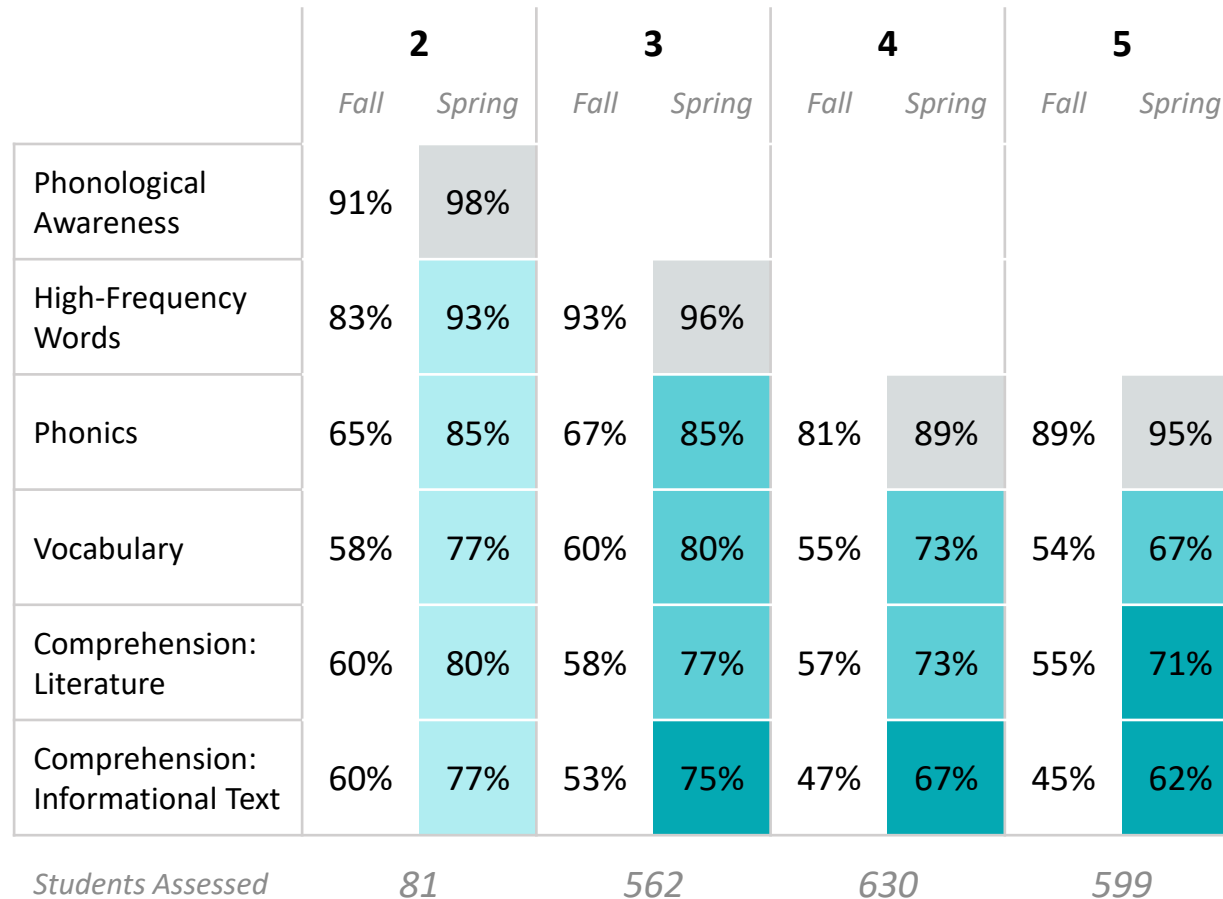 2 3 4 5
Fall Spring Fall Spring Fall Spring Fall Spring
Phonological
Awareness
91% 98%
High-Frequency
Words
83% 93% 93% 96%
Phonics 65% 85% 67% 85% 81% 89% 89% 95%
Vocabulary 58% 77% 60% 80% 55% 73% 54% 67%
Comprehension:
Literature
60% 80% 58% 77% 57% 73% 55% 71%
Comprehension:
Informational Text
60% 77% 53% 75% 47% 67% 45% 62%
Students Assessed 81 562 630 599